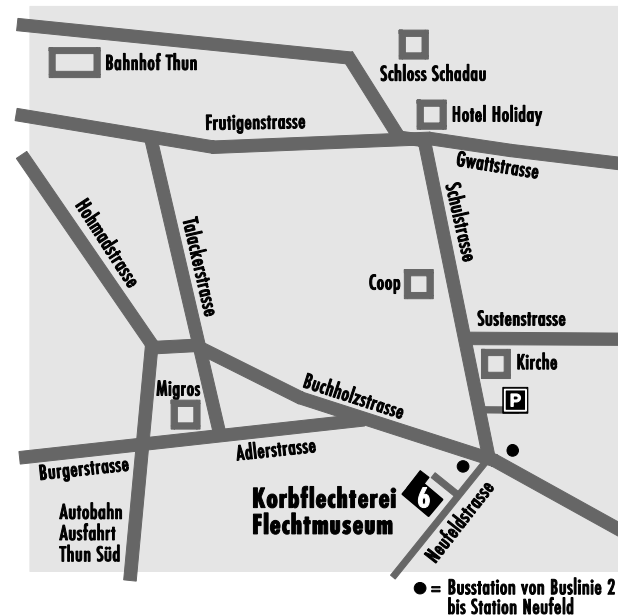 Bahnhof Thun
Schloss Schadau
Hotel Holiday
Frutigenstrasse
Gwattstrasse
Hohmadstrasse
Talackerstrasse
Schulstrasse
Coop
Sustenstrasse
Kirche
P
Migros
Buchholzstrasse
Adlerstrasse
Burgerstrasse
Autobahn
Ausfahrt
Thun Süd
Korbflechterei
Flechtmuseum
6
Neufeldstrasse
= Busstation von Buslinie 2
bis Station Neufeld